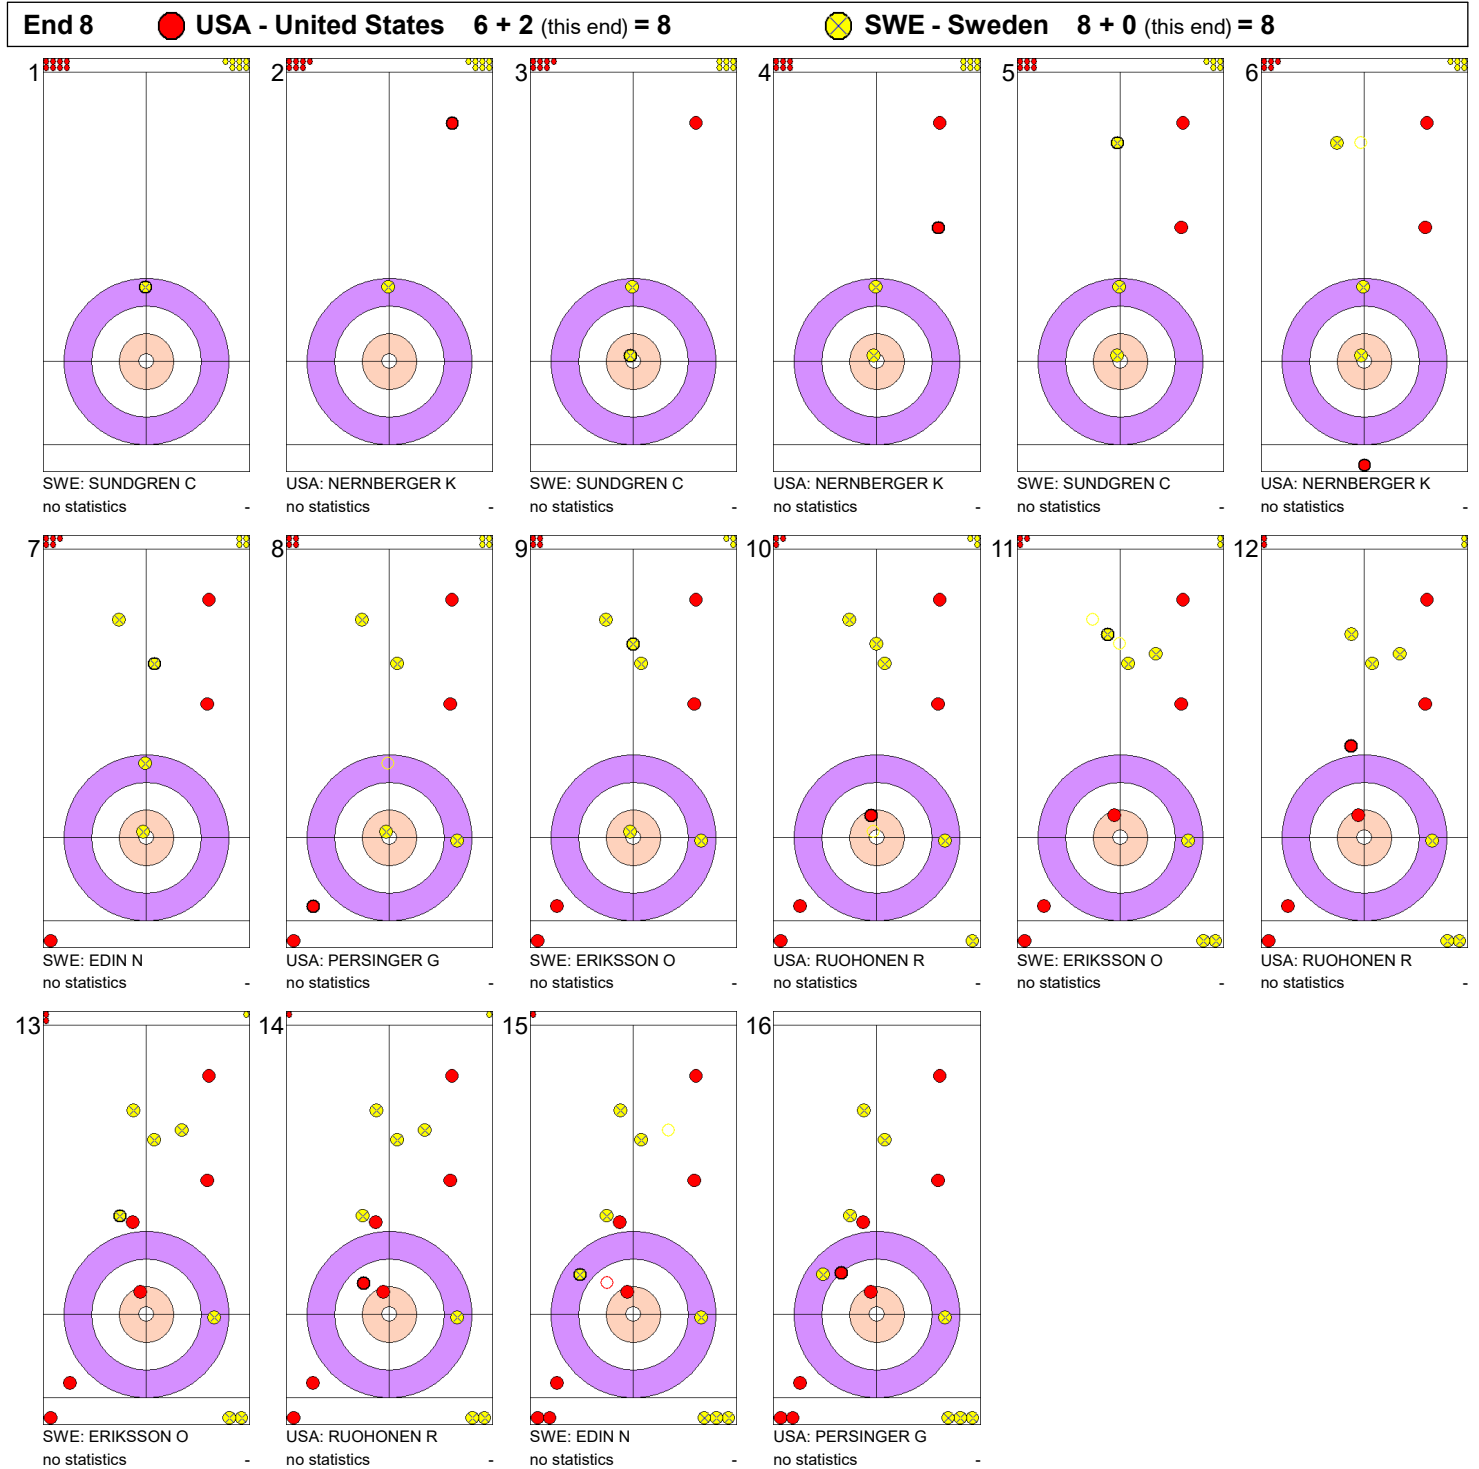 End 8 USA - United States 6 + 2 (this end) = 8 SWE - Sweden 8 + 0 (this end) = 8
1 2 3 4 5 6
SWE: SUNDGREN C USA: NERNBERGER K SWE: SUNDGREN C USA: NERNBERGER K SWE: SUNDGREN C USA: NERNBERGER K
no statistics - no statistics - no statistics - no statistics - no statistics - no statistics -
7 8 9 10 11 12
SWE: EDIN N USA: PERSINGER G SWE: ERIKSSON O USA: RUOHONEN R SWE: ERIKSSON O USA: RUOHONEN R
no statistics - no statistics - no statistics - no statistics - no statistics - no statistics -
13 14 15 16
SWE: ERIKSSON O USA: RUOHONEN R SWE: EDIN N USA: PERSINGER G
no statistics - no statistics - no statistics - no statistics -